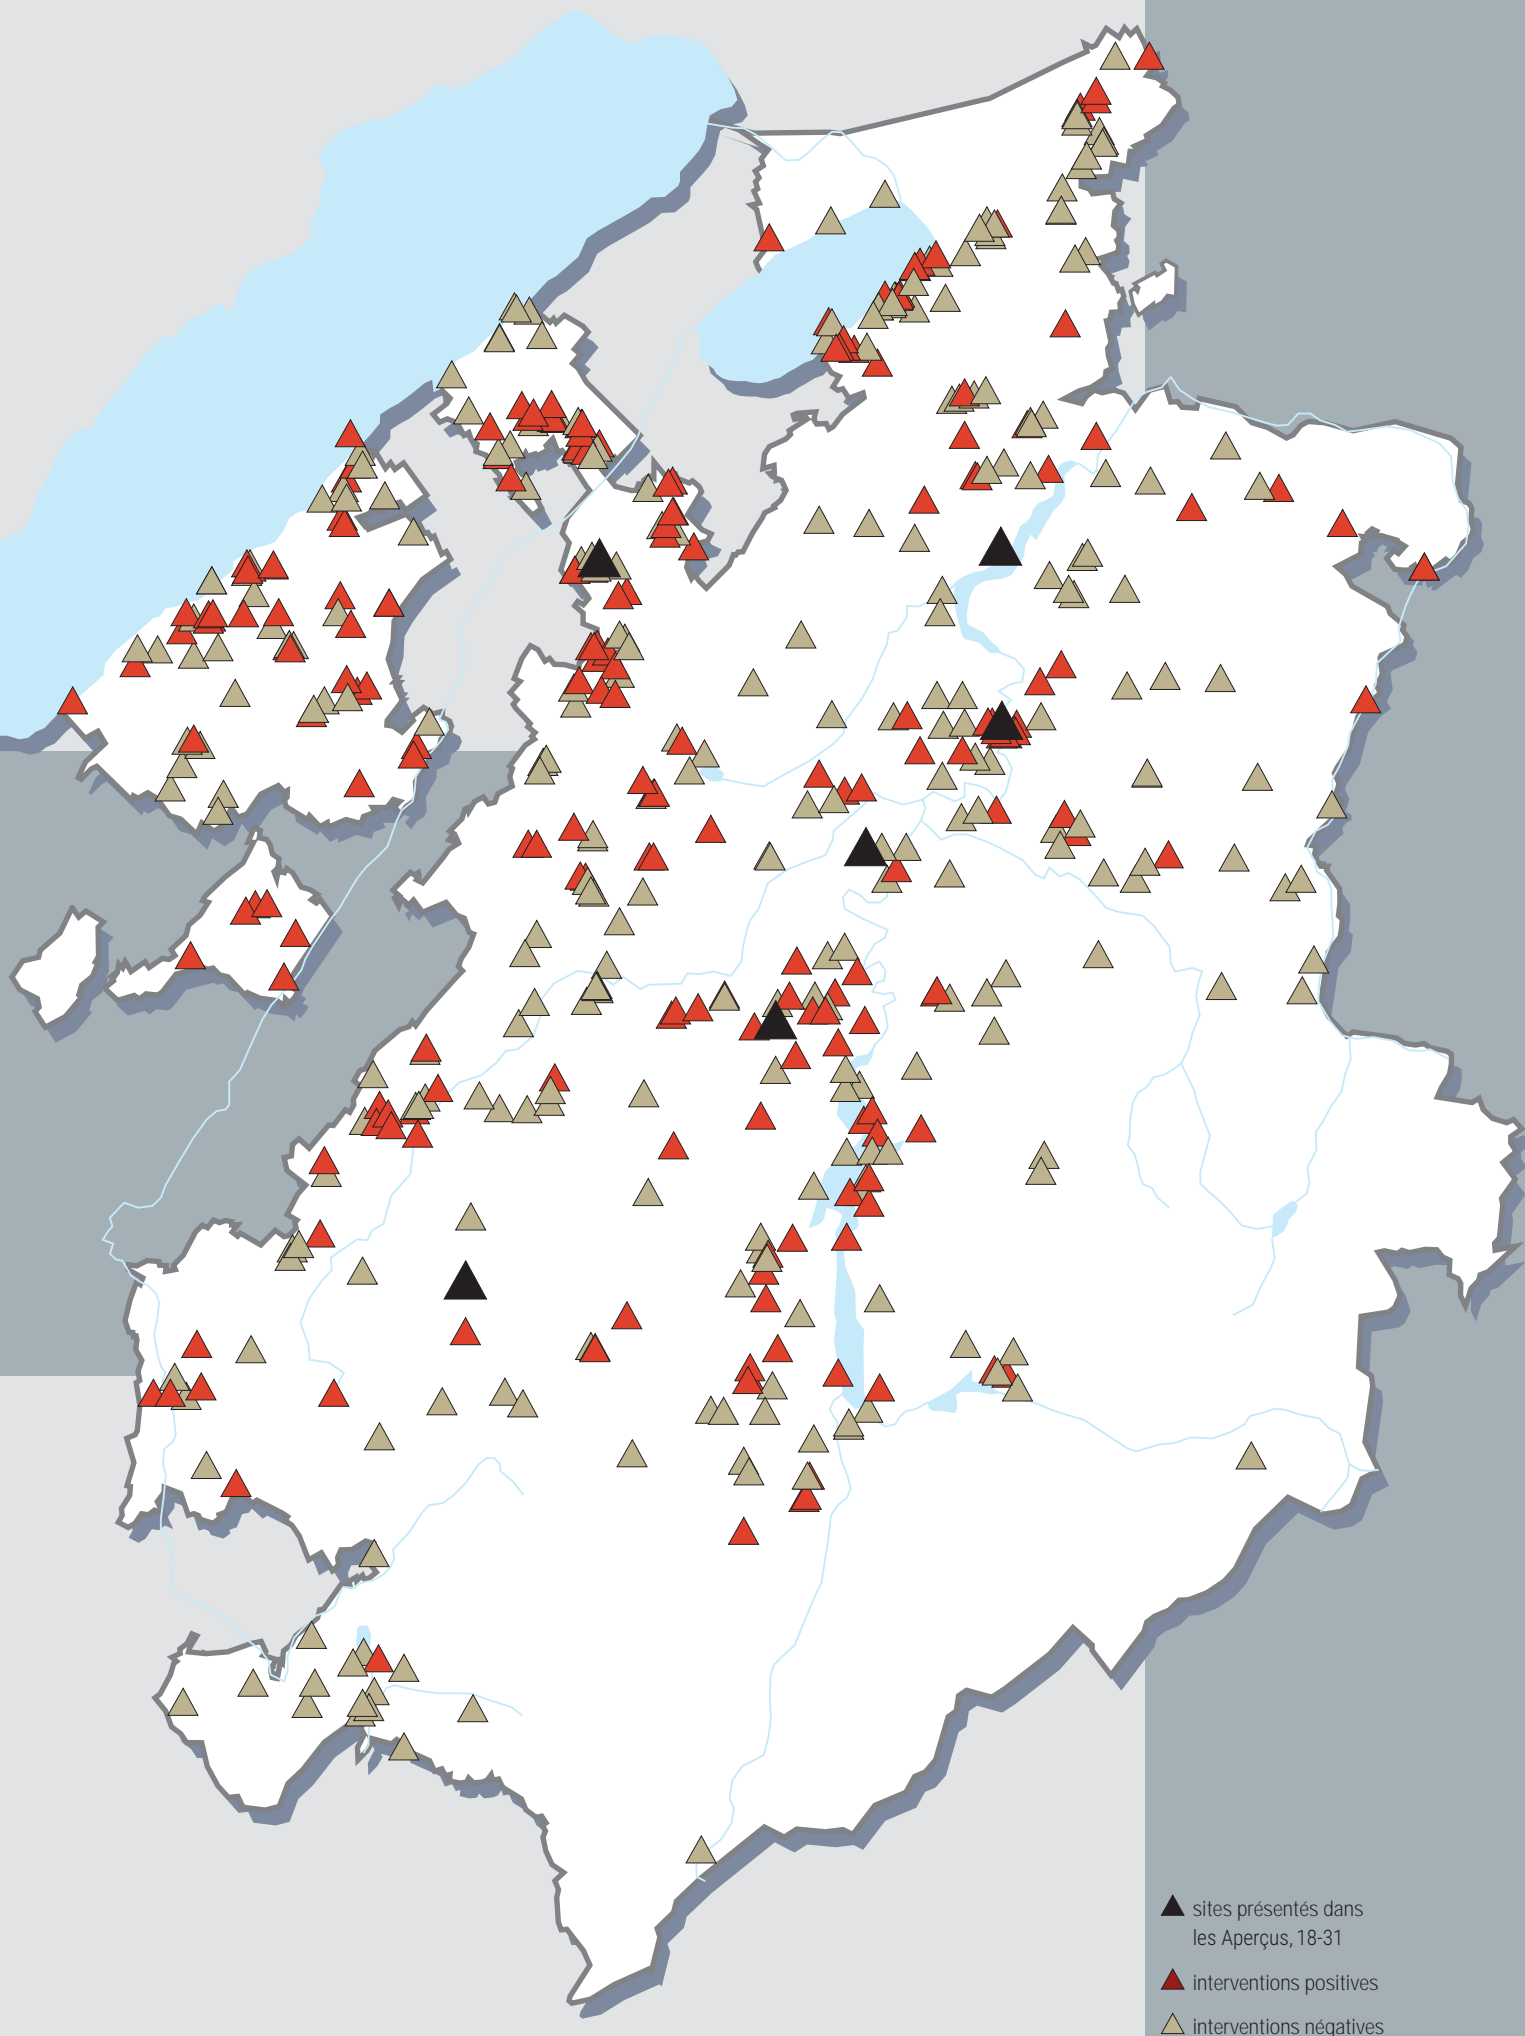 sites présentés dans
les Aperçus, 18-31
interventions positives
interventions négatives